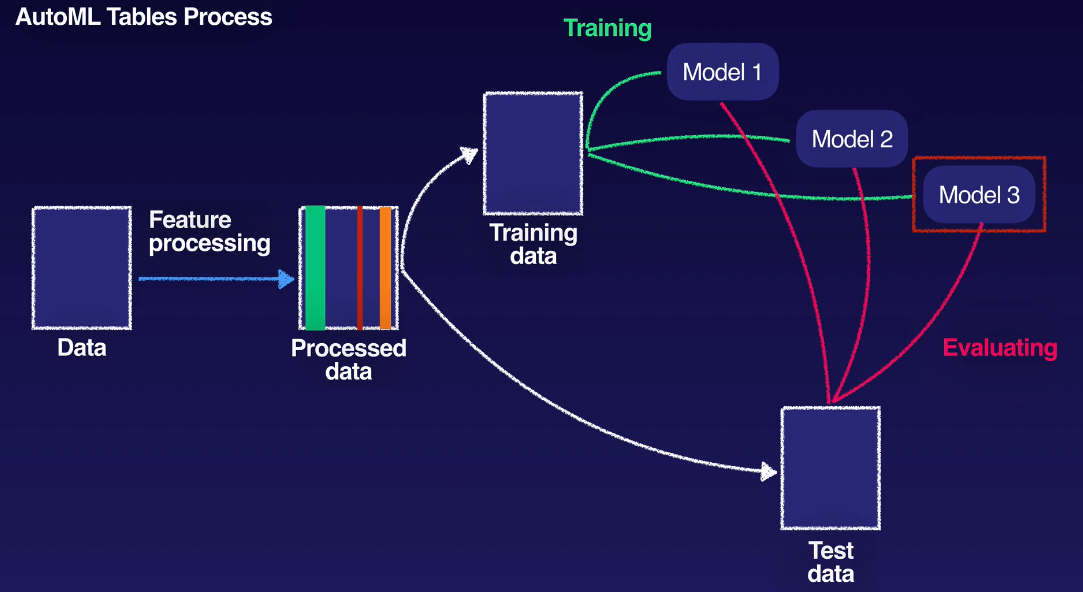 AutoML Tables Process
Training
Model 1
Model 2
Model 3
Training
data
Feature
processing
Data
Processed
data
Evaluating
Test
data